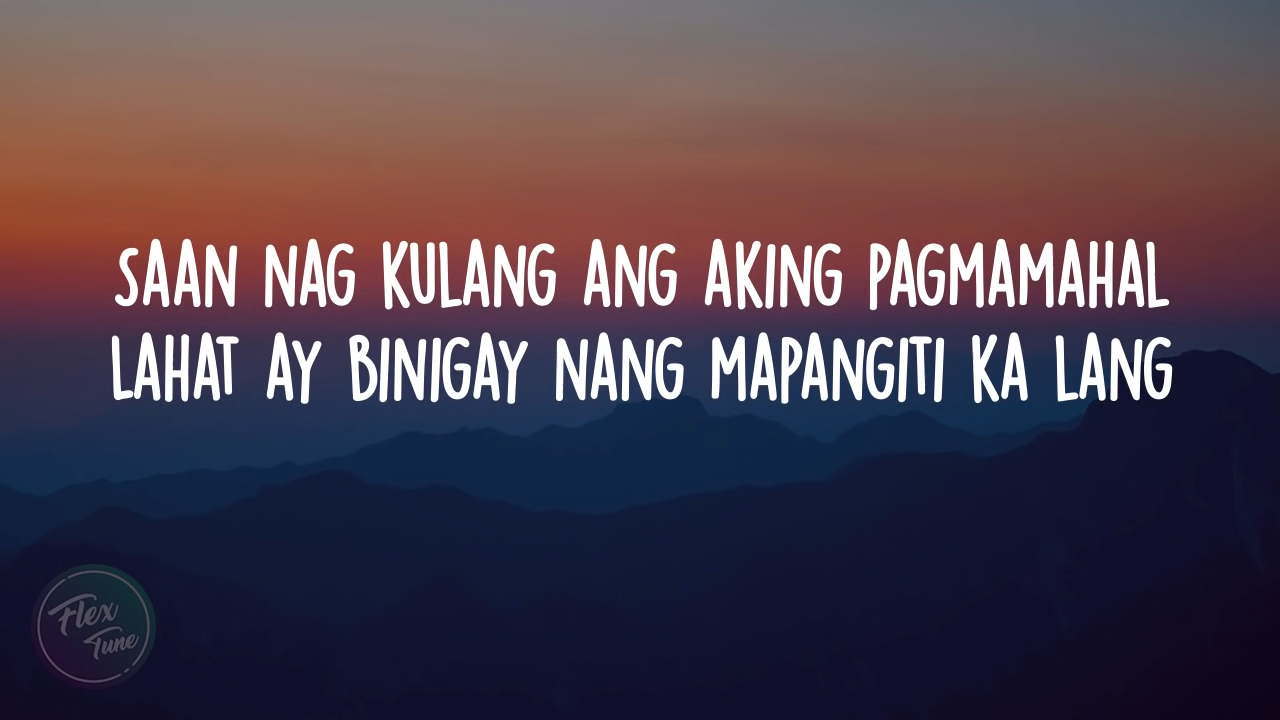 SAAN NAG KULANG ANG AKING PAGMAMAHAL
LAHAT AY BINIGAY NANG MAPANGITI KA LANG
Flex
Tune